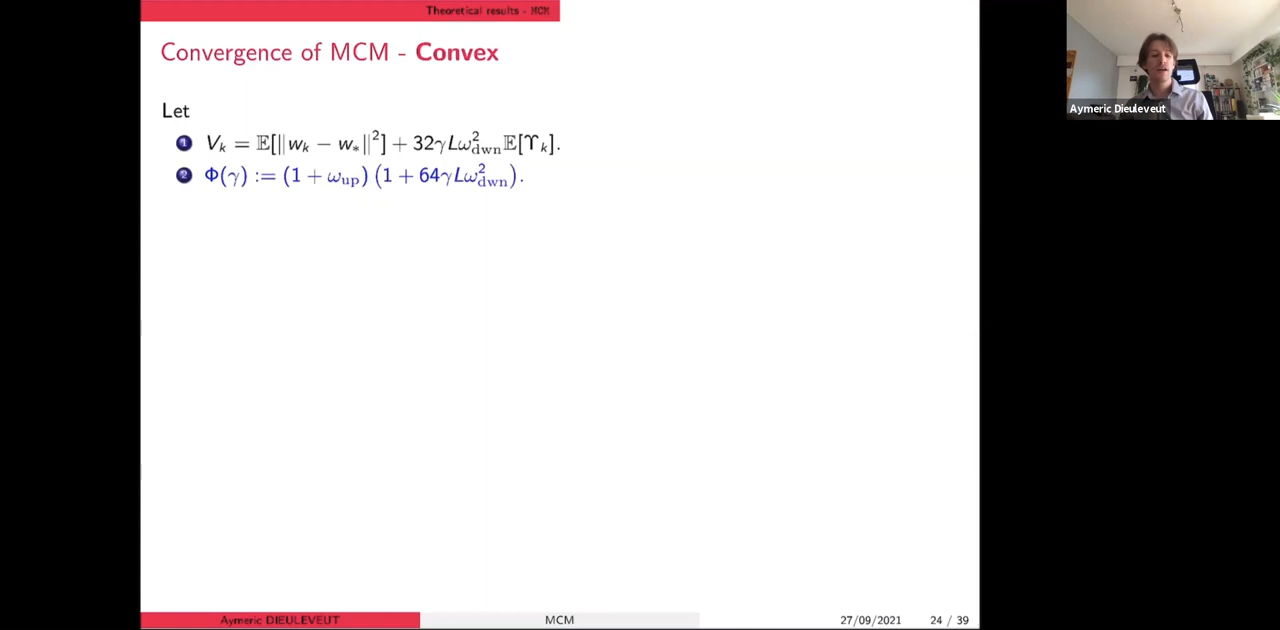 Theoretical results - MCM
Convergence of MCM - Convex
Let
1 V_k = 𝔼[‖w_k − w_*‖²] + 32γLω²_dwn 𝔼[ϒ_k].
2 Φ(γ) := (1 + ω_up) (1 + 64γLω²_dwn).
Aymeric Dieuleveut
Aymeric DIEULEVEUT MCM 27/09/2021 24 / 39